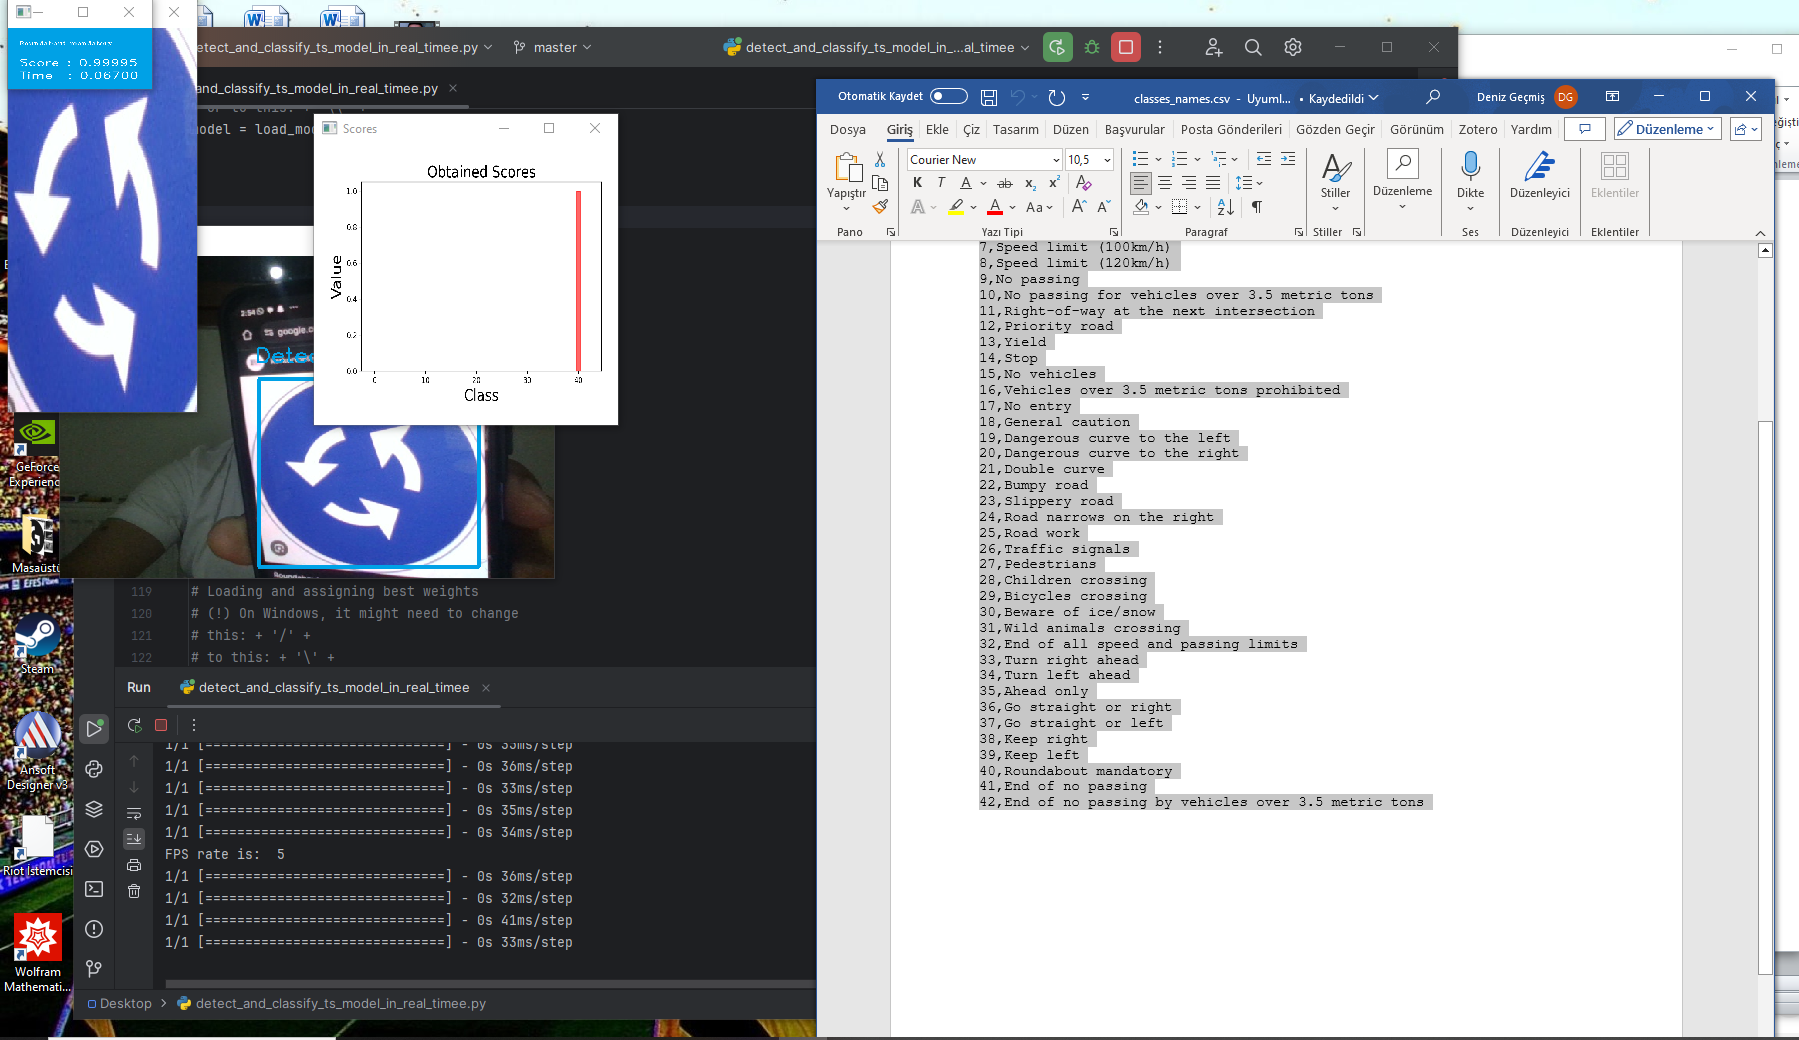 Roundabout mandatory
Score : 0.99995
Time : 0.06700
detect_and_classify_ts_model_in_real_timee.py
master
detect_and_classify_ts_model_in_...al_timee
and_classify_ts_model_in_real_timee.py
# or to this: + '\\' +
model = load_mo
Scores
Obtained Scores
Value
1.0
0.8
0.6
0.4
0.2
0.0
0
10
20
30
40
Class
2:54
google.c
Detec
119 # Loading and assigning best weights
120 # (!) On Windows, it might need to change
121 # this: + '/' +
122 # to this: + '\' +
Run
detect_and_classify_ts_model_in_real_timee
1/1 [==============================] - 0s 35ms/step
1/1 [==============================] - 0s 36ms/step
1/1 [==============================] - 0s 33ms/step
1/1 [==============================] - 0s 35ms/step
1/1 [==============================] - 0s 34ms/step
FPS rate is:  5
1/1 [==============================] - 0s 36ms/step
1/1 [==============================] - 0s 32ms/step
1/1 [==============================] - 0s 41ms/step
1/1 [==============================] - 0s 33ms/step
Desktop > detect_and_classify_ts_model_in_real_timee.py
GeForce
Experienc
Masaüstü
Steam
Ansoft
Designer v3
Riot İstemcisi
Wolfram
Mathemati...
Otomatik Kaydet
classes_names.csv - Uyuml... • Kaydedildi
Deniz Geçmiş DG
Dosya Giriş Ekle Çiz Tasarım Düzen Başvurular Posta Gönderileri Gözden Geçir Görünüm Zotero Yardım
Düzenleme
Yapıştır
Courier New 10,5
K T A ab x₂ x²
Aa
Stiller
Düzenleme
Dikte
Düzenleyici
Eklentiler
Pano Yazı Tipi Paragraf Stiller Ses Düzenleyici Eklentiler
7,Speed limit (100km/h)
8,Speed limit (120km/h)
9,No passing
10,No passing for vehicles over 3.5 metric tons
11,Right-of-way at the next intersection
12,Priority road
13,Yield
14,Stop
15,No vehicles
16,Vehicles over 3.5 metric tons prohibited
17,No entry
18,General caution
19,Dangerous curve to the left
20,Dangerous curve to the right
21,Double curve
22,Bumpy road
23,Slippery road
24,Road narrows on the right
25,Road work
26,Traffic signals
27,Pedestrians
28,Children crossing
29,Bicycles crossing
30,Beware of ice/snow
31,Wild animals crossing
32,End of all speed and passing limits
33,Turn right ahead
34,Turn left ahead
35,Ahead only
36,Go straight or right
37,Go straight or left
38,Keep right
39,Keep left
40,Roundabout mandatory
41,End of no passing
42,End of no passing by vehicles over 3.5 metric tons